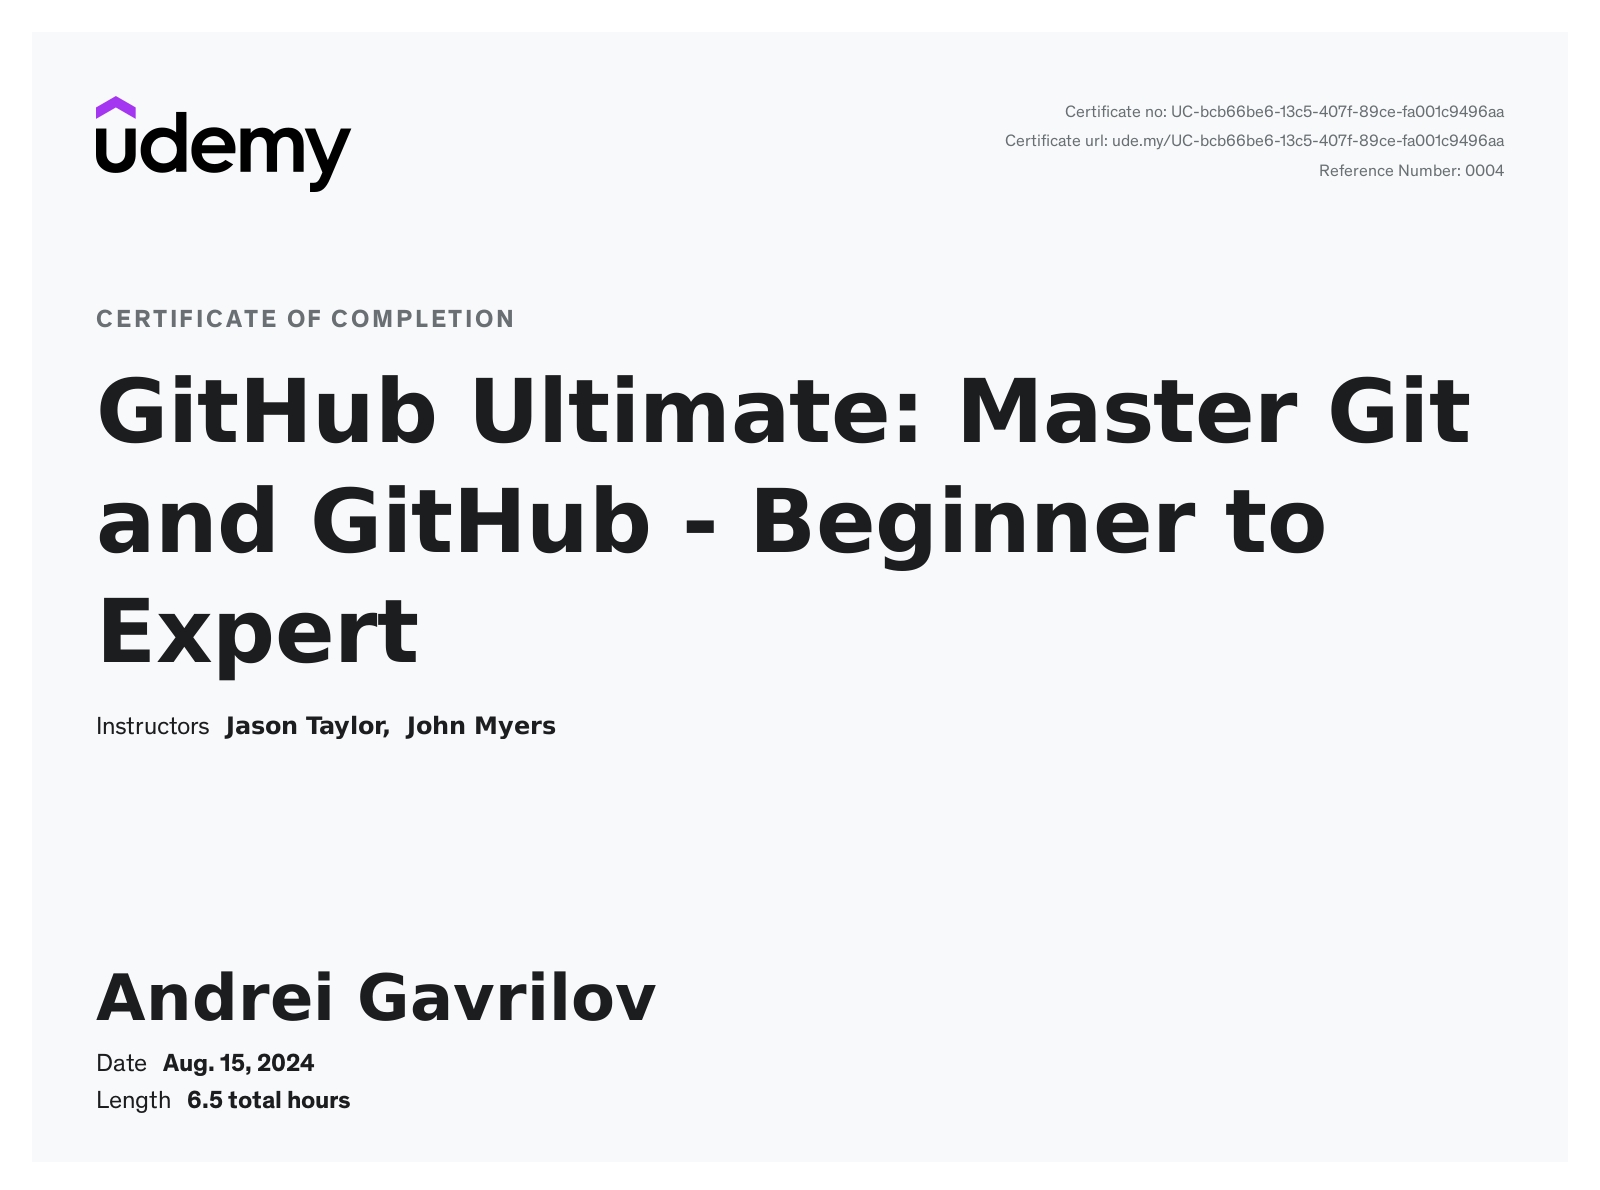 udemy
Certificate no: UC-bcb66be6-13c5-407f-89ce-fa001c9496aa
Certificate url: ude.my/UC-bcb66be6-13c5-407f-89ce-fa001c9496aa
Reference Number: 0004
CERTIFICATE OF COMPLETION
GitHub Ultimate: Master Git
and GitHub - Beginner to
Expert
Instructors Jason Taylor, John Myers
Andrei Gavrilov
Date Aug. 15, 2024
Length 6.5 total hours